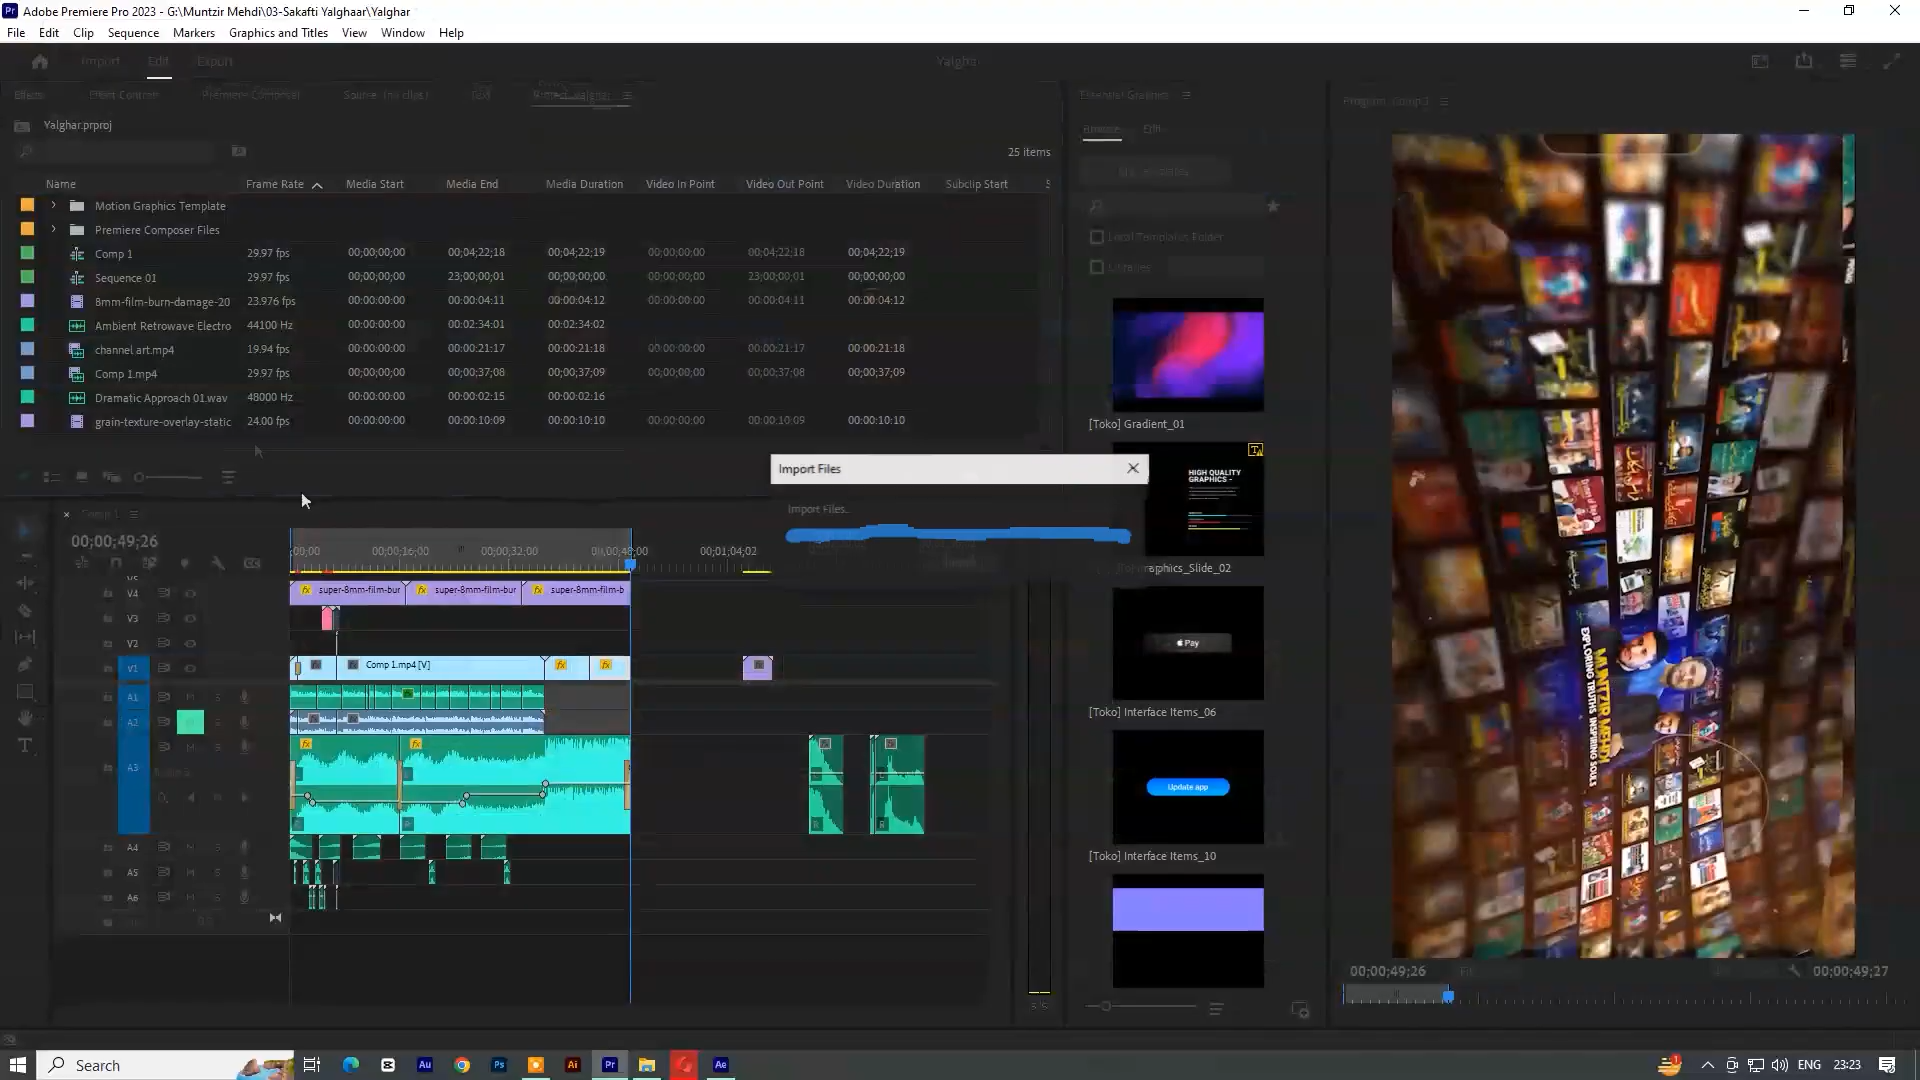 Adobe Premiere Pro 2023 - G:\Muntzir Mehdi\03-Sakafti Yalghaar\Yalghar
File Edit Clip Sequence Markers Graphics and Titles View Window Help
Import Edit Export
Yalghar
Effects Effect Controls Premiere Composer Source: (no clips) Text
Yalghar.prproj
25 items
Name Frame Rate Media Start Media End Media Duration Video In Point Video Out Point Video Duration Subclip Start S
Motion Graphics Template
Premiere Composer Files
Comp 1 29.97 fps 00;00;00;00 00;04;22;18 00;04;22;19 00;00;00;00 00;04;22;18 00;04;22;19
Sequence 01 29.97 fps 00;00;00;00 23;00;00;01 00;00;00;00 00;00;00;00 23;00;00;01 00;00;00;00
8mm-film-burn-damage-20 23.976 fps 00:00:00:00 00:00:04:11 00:00:04:12 00:00:00:00 00:00:04:11 00:00:04:12
Ambient Retrowave Electro 44100 Hz 00:00:00:00 00:02:34:01 00:02:34:02
channel art.mp4 19.94 fps 00:00:00:00 00:00:21:17 00:00:21:18 00:00:00:00 00:00:21:17 00:00:21:18
Comp 1.mp4 29.97 fps 00;00;00;00 00;00;37;08 00;00;37;09 00;00;00;00 00;00;37;08 00;00;37;09
Dramatic Approach 01.wav 48000 Hz 00:00:00:00 00:00:02:15 00:00:02:16
grain-texture-overlay-static 24.00 fps 00:00:00:00 00:00:10:09 00:00:10:10 00:00:00:00 00:00:10:09 00:00:10:10
Import Files
Import Files..
Comp 1
00;00;49;26
;00;00 00;00;16;00 00;00;32;00 00;00;48;00 00;01;04;02
V4 super-8mm-film-bur super-8mm-film-bur super-8mm-film-b
V3
V2
V1 Comp 1.mp4 [V]
A1
A2
A3
A4
A5
A6
Essential Graphics
Browse Edit
Local Templates Folder
Libraries
[Toko] Gradient_01
HIGH QUALITY
GRAPHICS -
raphics_Slide_02
Pay
[Toko] Interface Items_06
Update app
[Toko] Interface Items_10
Program: Comp 1
MUNTZIR MEHDI
EXPLORING TRUTHS INSPIRING SOULS
00;00;49;26 Fit 00;00;49;27
Search
Au Ps Ai Pr Ae
1
ENG 23:23